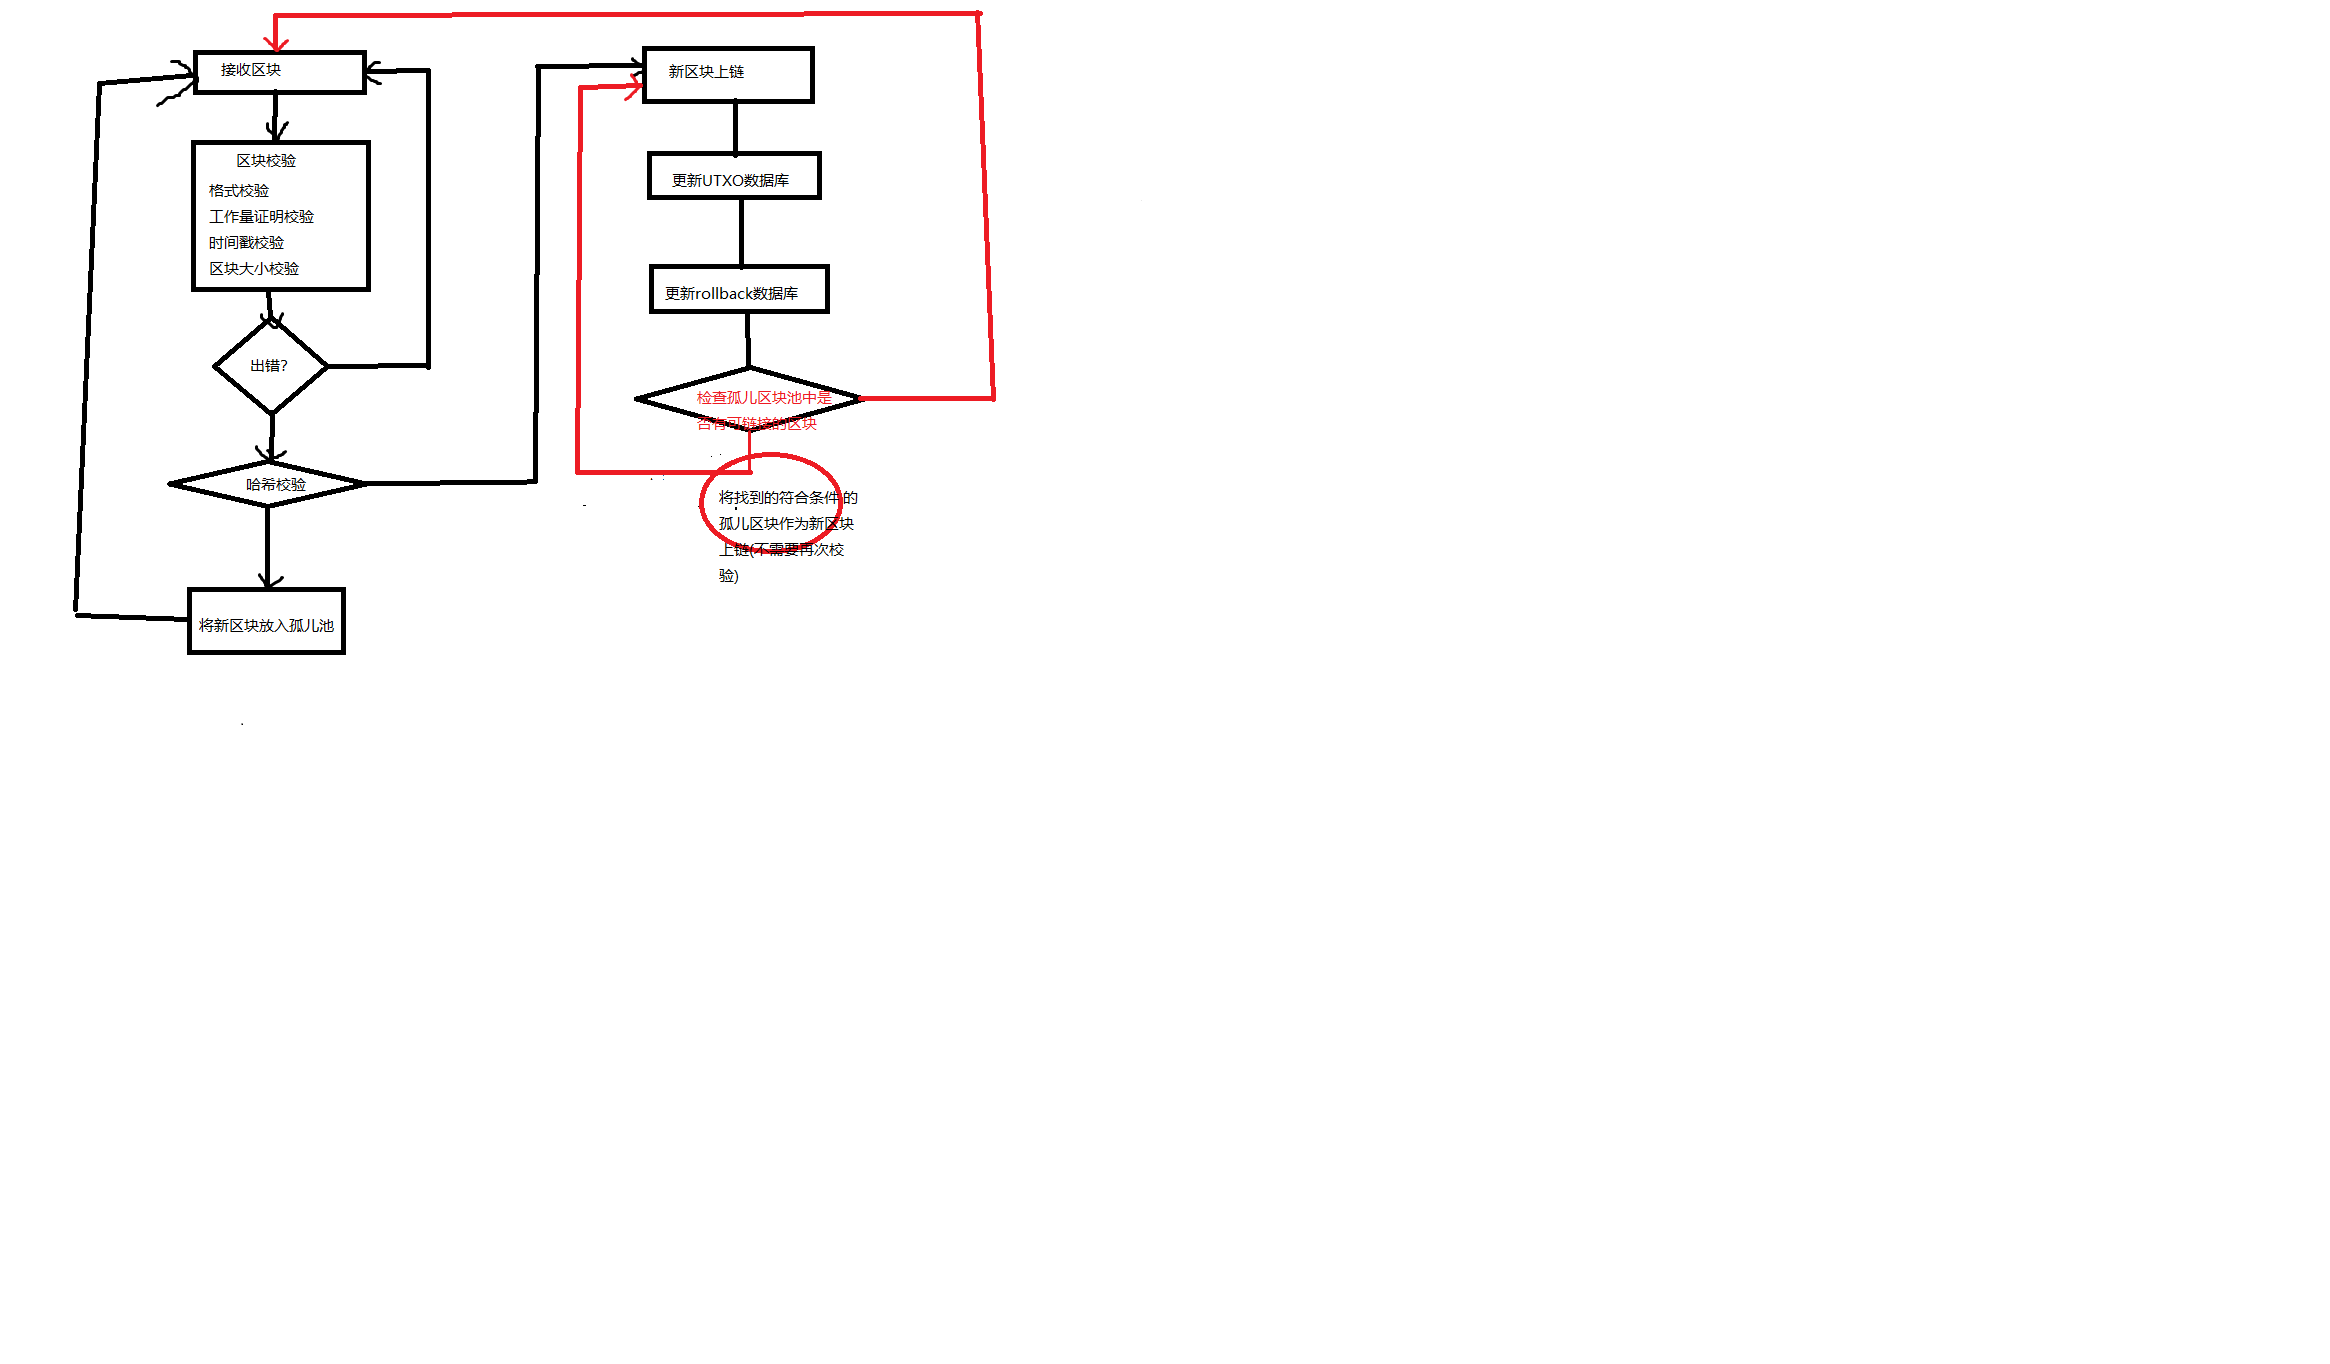 接收区块
区块校验
格式校验
工作量证明校验
时间戳校验
区块大小校验
出错?
哈希校验
将新区块放入孤儿池
新区块上链
更新UTXO数据库
更新rollback数据库
检查孤儿区块池中是
否有可链接的区块
将找到的符合条件的
孤儿区块作为新区块
上链(不需要再次校
验)